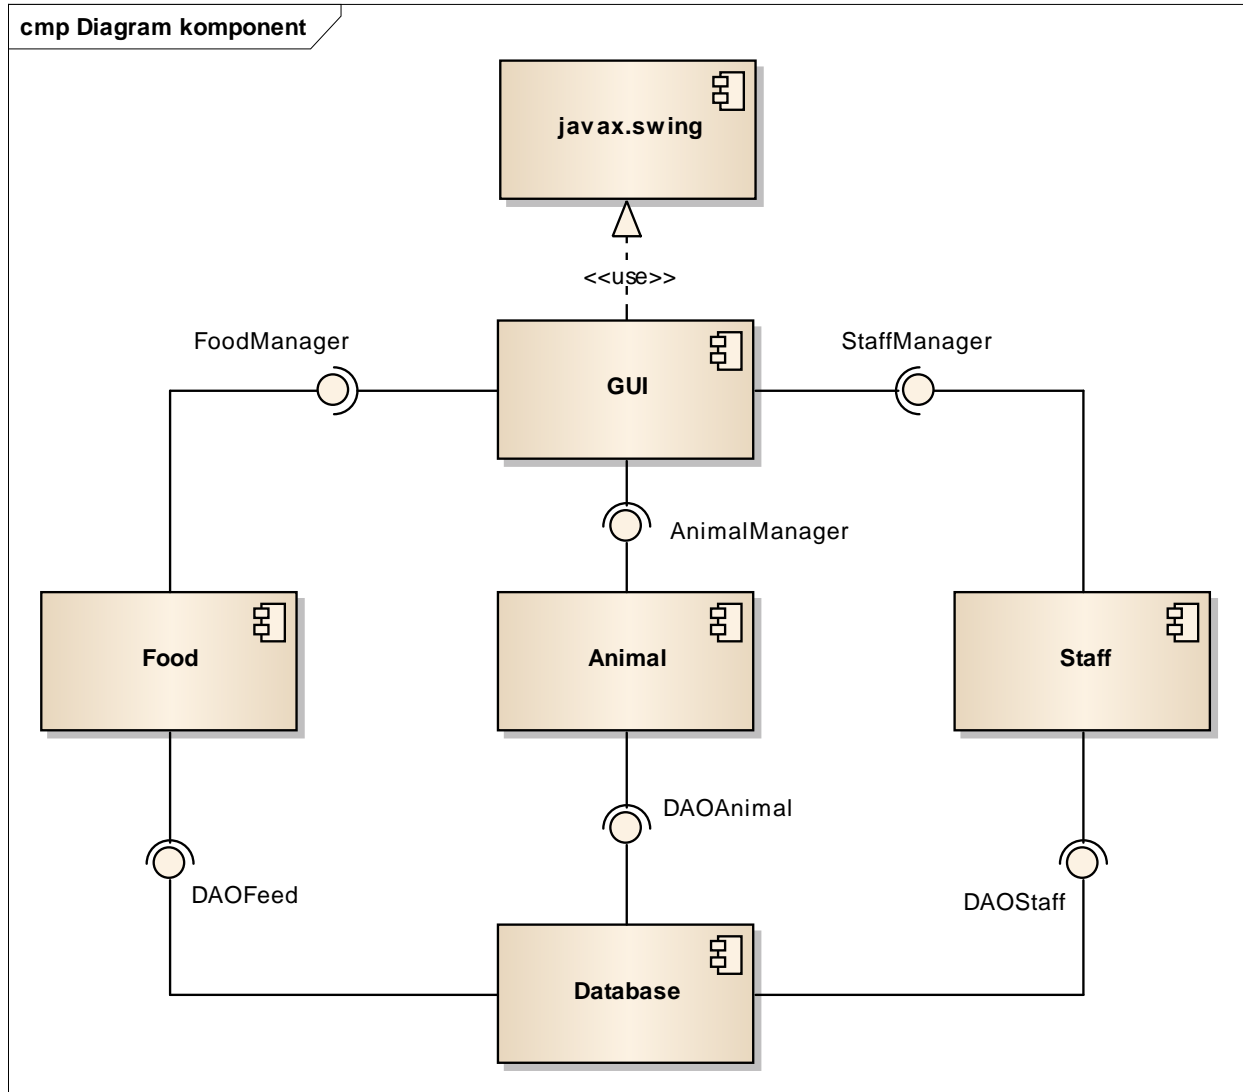 cmp Diagram komponent
javax.swing
<<use>>
FoodManager
StaffManager
GUI
AnimalManager
Food
Animal
Staff
DAOAnimal
DAOFeed
DAOStaff
Database